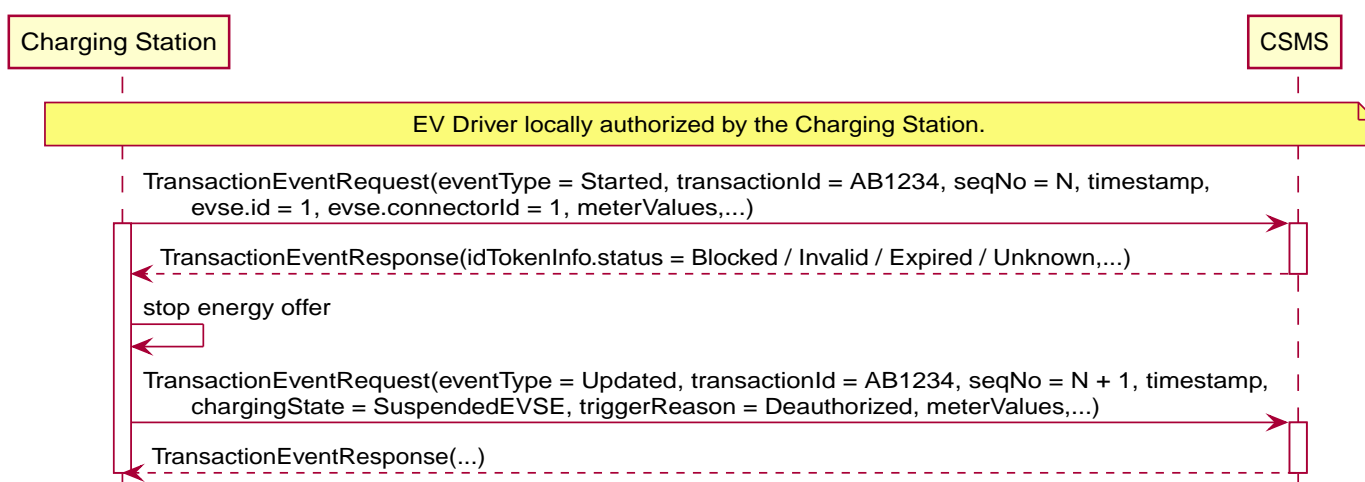 Charging Station
CSMS
EV Driver locally authorized by the Charging Station.
TransactionEventRequest(eventType = Started, transactionId = AB1234, seqNo = N, timestamp,
evse.id = 1, evse.connectorId = 1, meterValues,...)
TransactionEventResponse(idTokenInfo.status = Blocked / Invalid / Expired / Unknown,...)
stop energy offer
TransactionEventRequest(eventType = Updated, transactionId = AB1234, seqNo = N + 1, timestamp,
chargingState = SuspendedEVSE, triggerReason = Deauthorized, meterValues,...)
TransactionEventResponse(...)